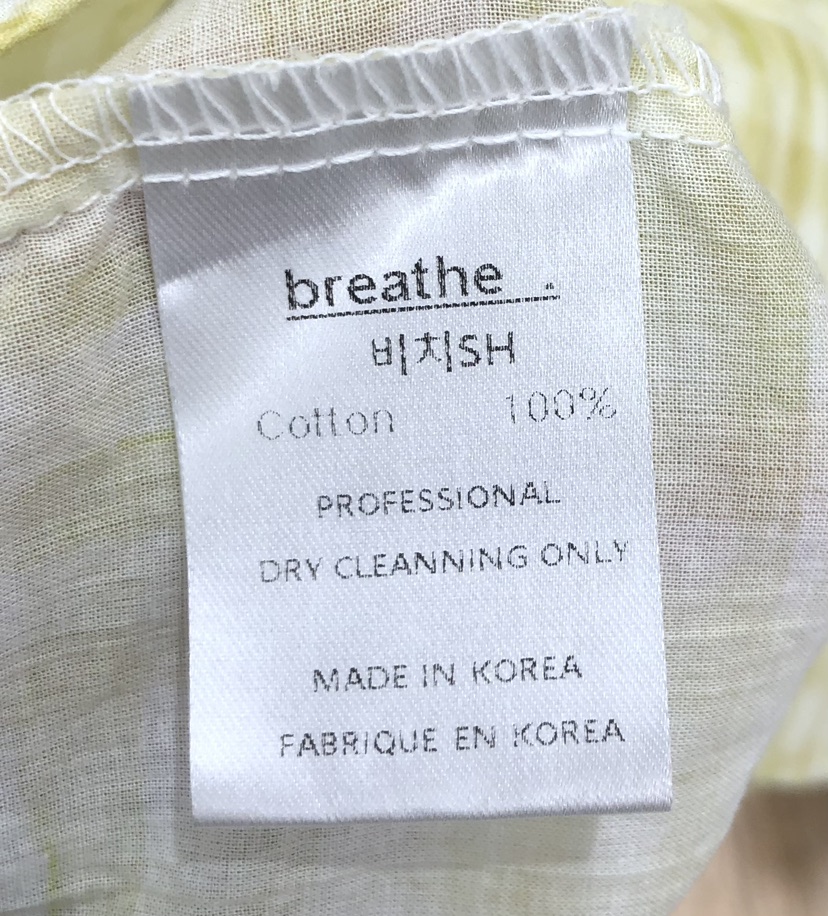 breathe .
비치SH
Cotton 100%
PROFESSIONAL
DRY CLEANNING ONLY
MADE IN KOREA
FABRIQUE EN KOREA